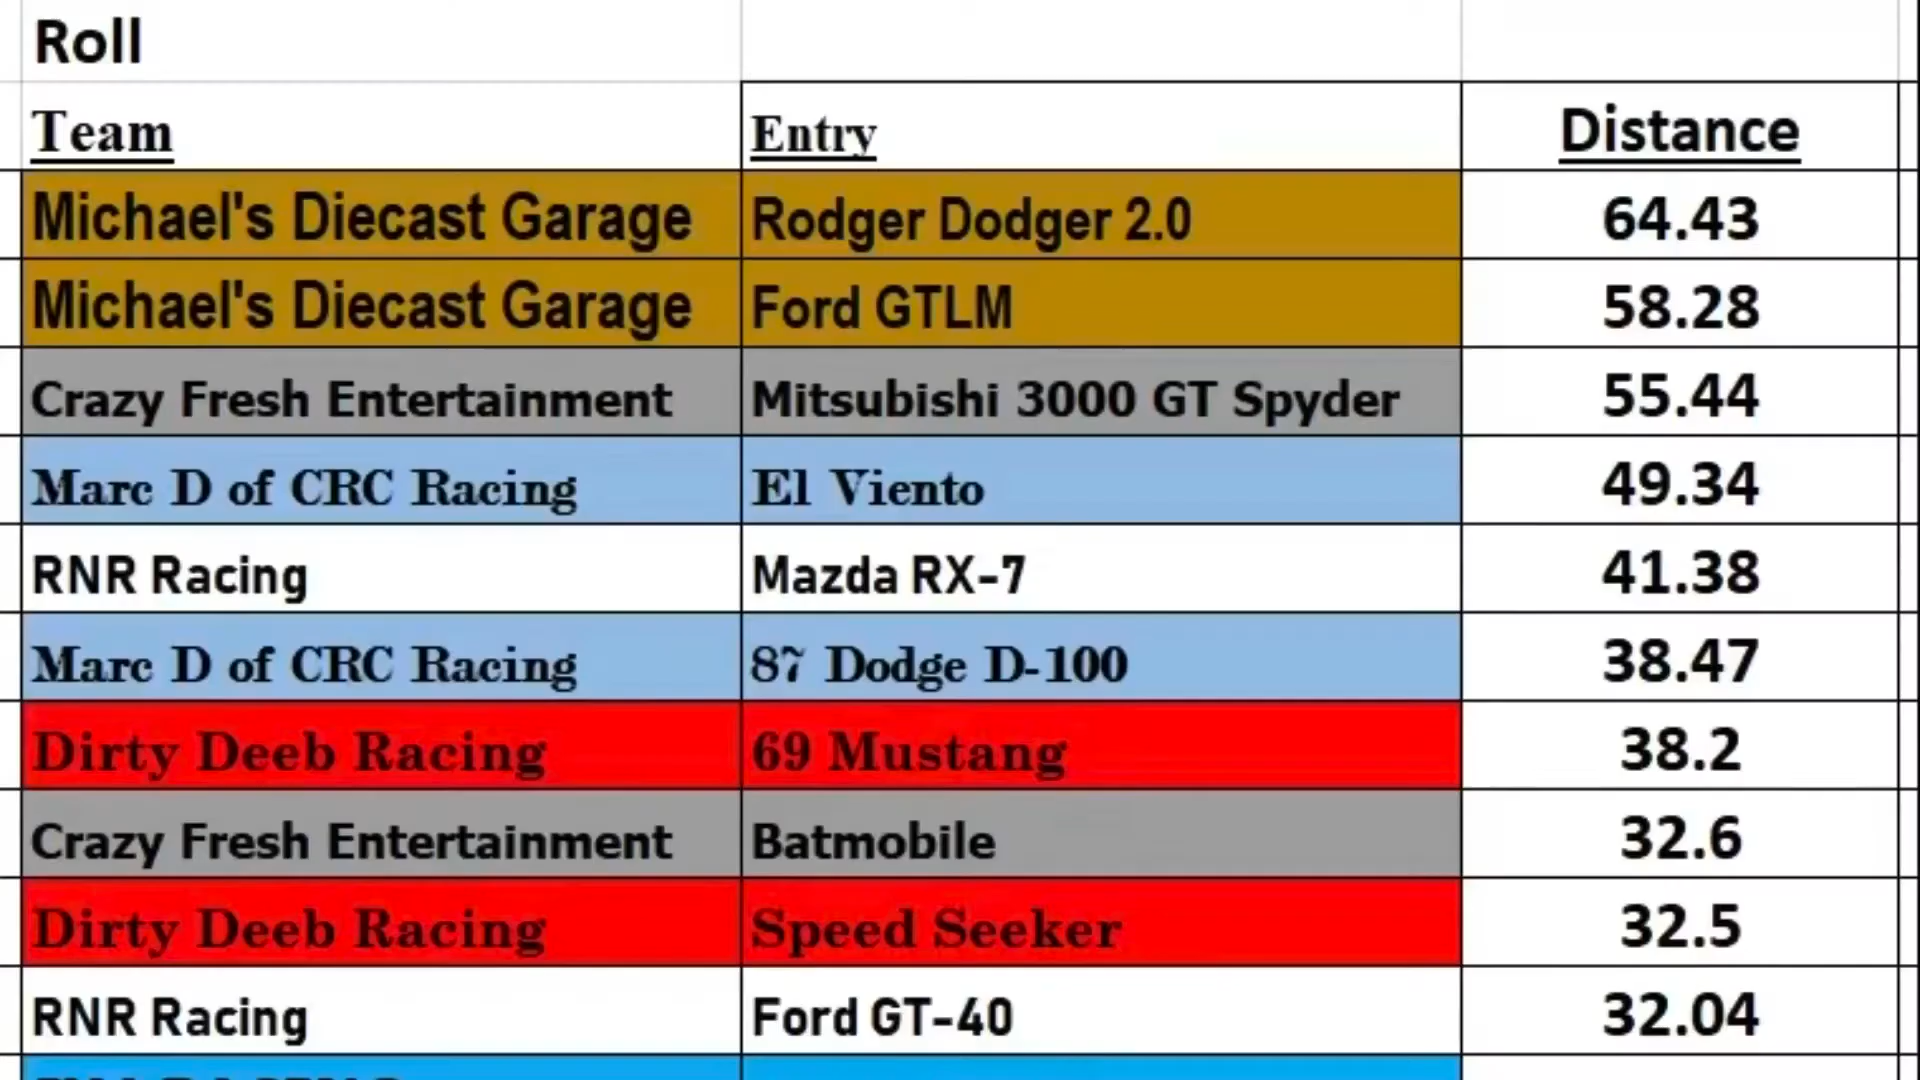 Roll
Team Entry Distance
Michael's Diecast Garage Rodger Dodger 2.0 64.43
Michael's Diecast Garage Ford GTLM 58.28
Crazy Fresh Entertainment Mitsubishi 3000 GT Spyder 55.44
Marc D of CRC Racing El Viento 49.34
RNR Racing Mazda RX-7 41.38
Marc D of CRC Racing 87 Dodge D-100 38.47
Dirty Deeb Racing 69 Mustang 38.2
Crazy Fresh Entertainment Batmobile 32.6
Dirty Deeb Racing Speed Seeker 32.5
RNR Racing Ford GT-40 32.04